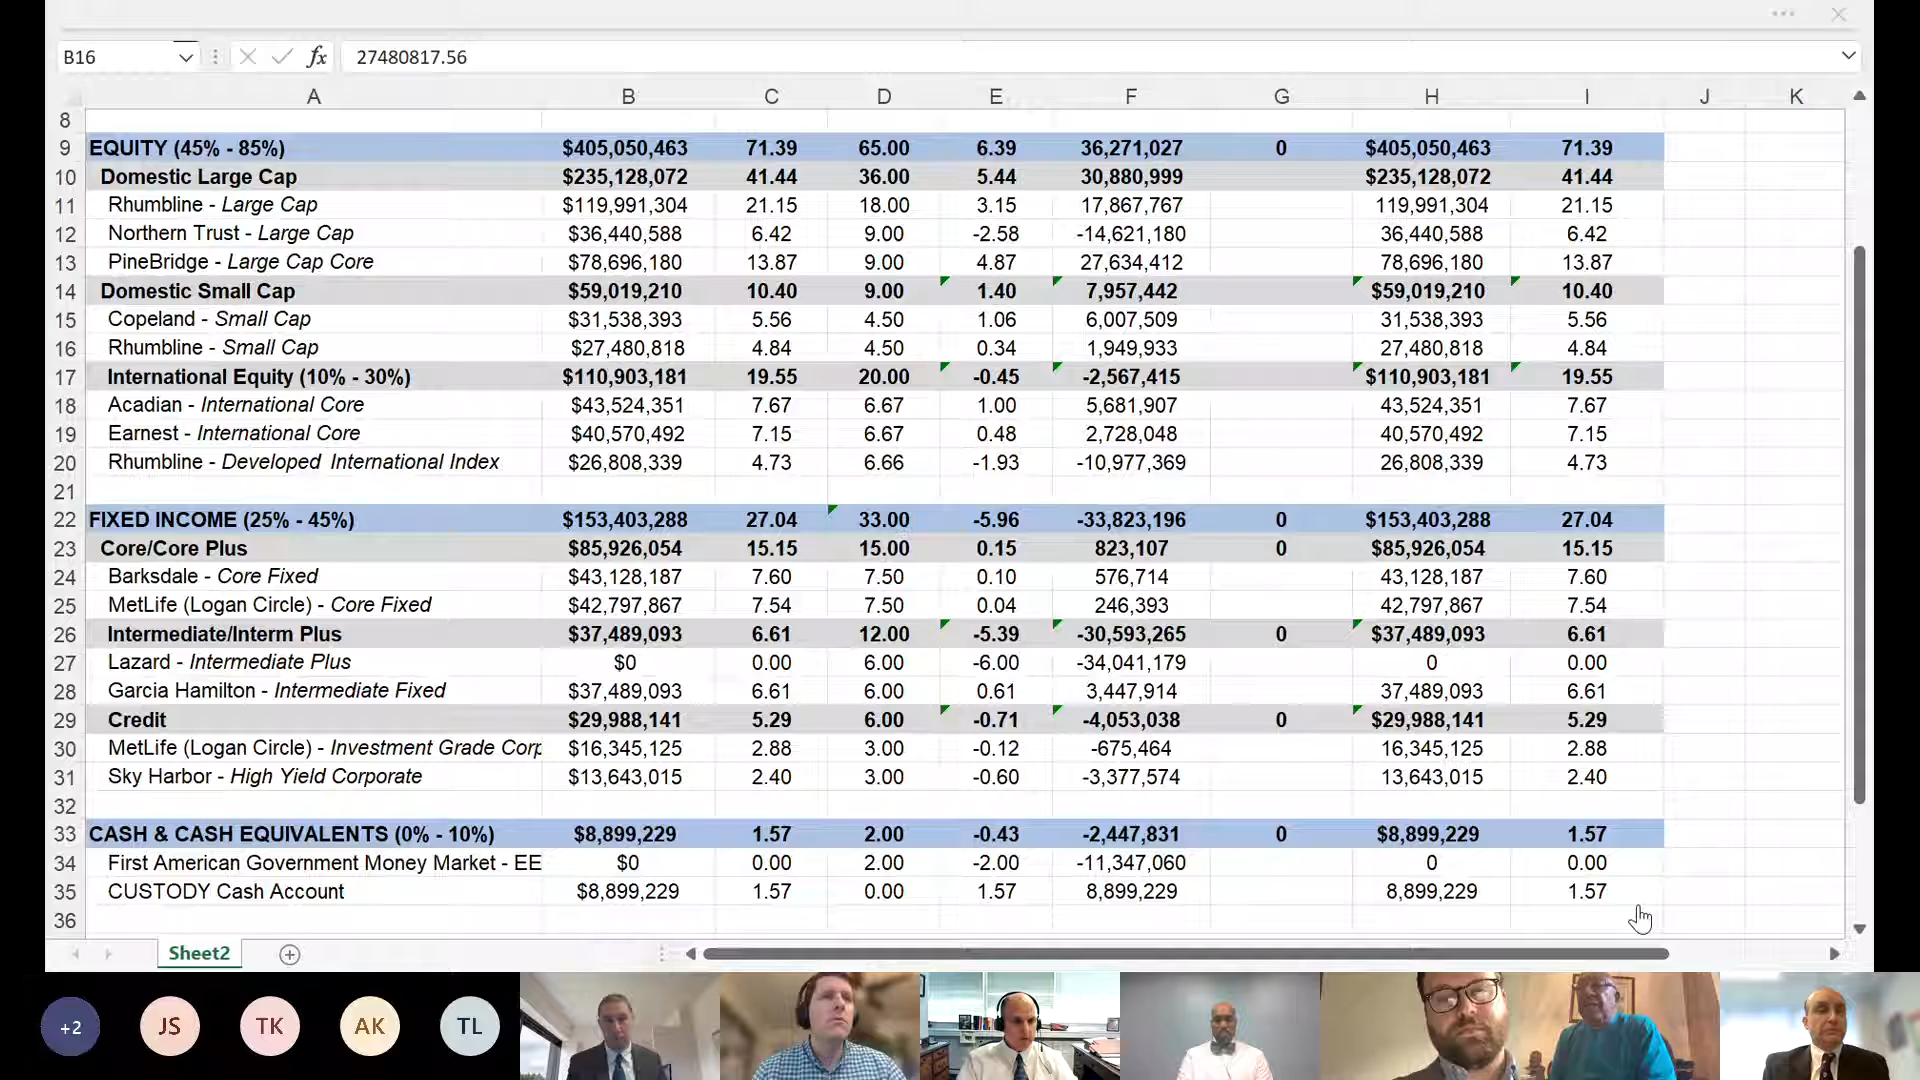 B16 fx 27480817.56
A B C D E F G H I J K
8
9 EQUITY (45% - 85%) $405,050,463 71.39 65.00 6.39 36,271,027 0 $405,050,463 71.39
10 Domestic Large Cap $235,128,072 41.44 36.00 5.44 30,880,999 $235,128,072 41.44
11 Rhumbline - Large Cap $119,991,304 21.15 18.00 3.15 17,867,767 119,991,304 21.15
12 Northern Trust - Large Cap $36,440,588 6.42 9.00 -2.58 -14,621,180 36,440,588 6.42
13 PineBridge - Large Cap Core $78,696,180 13.87 9.00 4.87 27,634,412 78,696,180 13.87
14 Domestic Small Cap $59,019,210 10.40 9.00 1.40 7,957,442 $59,019,210 10.40
15 Copeland - Small Cap $31,538,393 5.56 4.50 1.06 6,007,509 31,538,393 5.56
16 Rhumbline - Small Cap $27,480,818 4.84 4.50 0.34 1,949,933 27,480,818 4.84
17 International Equity (10% - 30%) $110,903,181 19.55 20.00 -0.45 -2,567,415 $110,903,181 19.55
18 Acadian - International Core $43,524,351 7.67 6.67 1.00 5,681,907 43,524,351 7.67
19 Earnest - International Core $40,570,492 7.15 6.67 0.48 2,728,048 40,570,492 7.15
20 Rhumbline - Developed International Index $26,808,339 4.73 6.66 -1.93 -10,977,369 26,808,339 4.73
21
22 FIXED INCOME (25% - 45%) $153,403,288 27.04 33.00 -5.96 -33,823,196 0 $153,403,288 27.04
23 Core/Core Plus $85,926,054 15.15 15.00 0.15 823,107 0 $85,926,054 15.15
24 Barksdale - Core Fixed $43,128,187 7.60 7.50 0.10 576,714 43,128,187 7.60
25 MetLife (Logan Circle) - Core Fixed $42,797,867 7.54 7.50 0.04 246,393 42,797,867 7.54
26 Intermediate/Interm Plus $37,489,093 6.61 12.00 -5.39 -30,593,265 0 $37,489,093 6.61
27 Lazard - Intermediate Plus $0 0.00 6.00 -6.00 -34,041,179 0 0.00
28 Garcia Hamilton - Intermediate Fixed $37,489,093 6.61 6.00 0.61 3,447,914 37,489,093 6.61
29 Credit $29,988,141 5.29 6.00 -0.71 -4,053,038 0 $29,988,141 5.29
30 MetLife (Logan Circle) - Investment Grade Corp $16,345,125 2.88 3.00 -0.12 -675,464 16,345,125 2.88
31 Sky Harbor - High Yield Corporate $13,643,015 2.40 3.00 -0.60 -3,377,574 13,643,015 2.40
32
33 CASH & CASH EQUIVALENTS (0% - 10%) $8,899,229 1.57 2.00 -0.43 -2,447,831 0 $8,899,229 1.57
34 First American Government Money Market - EE $0 0.00 2.00 -2.00 -11,347,060 0 0.00
35 CUSTODY Cash Account $8,899,229 1.57 0.00 1.57 8,899,229 8,899,229 1.57
36
Sheet2
+2 JS TK AK TL